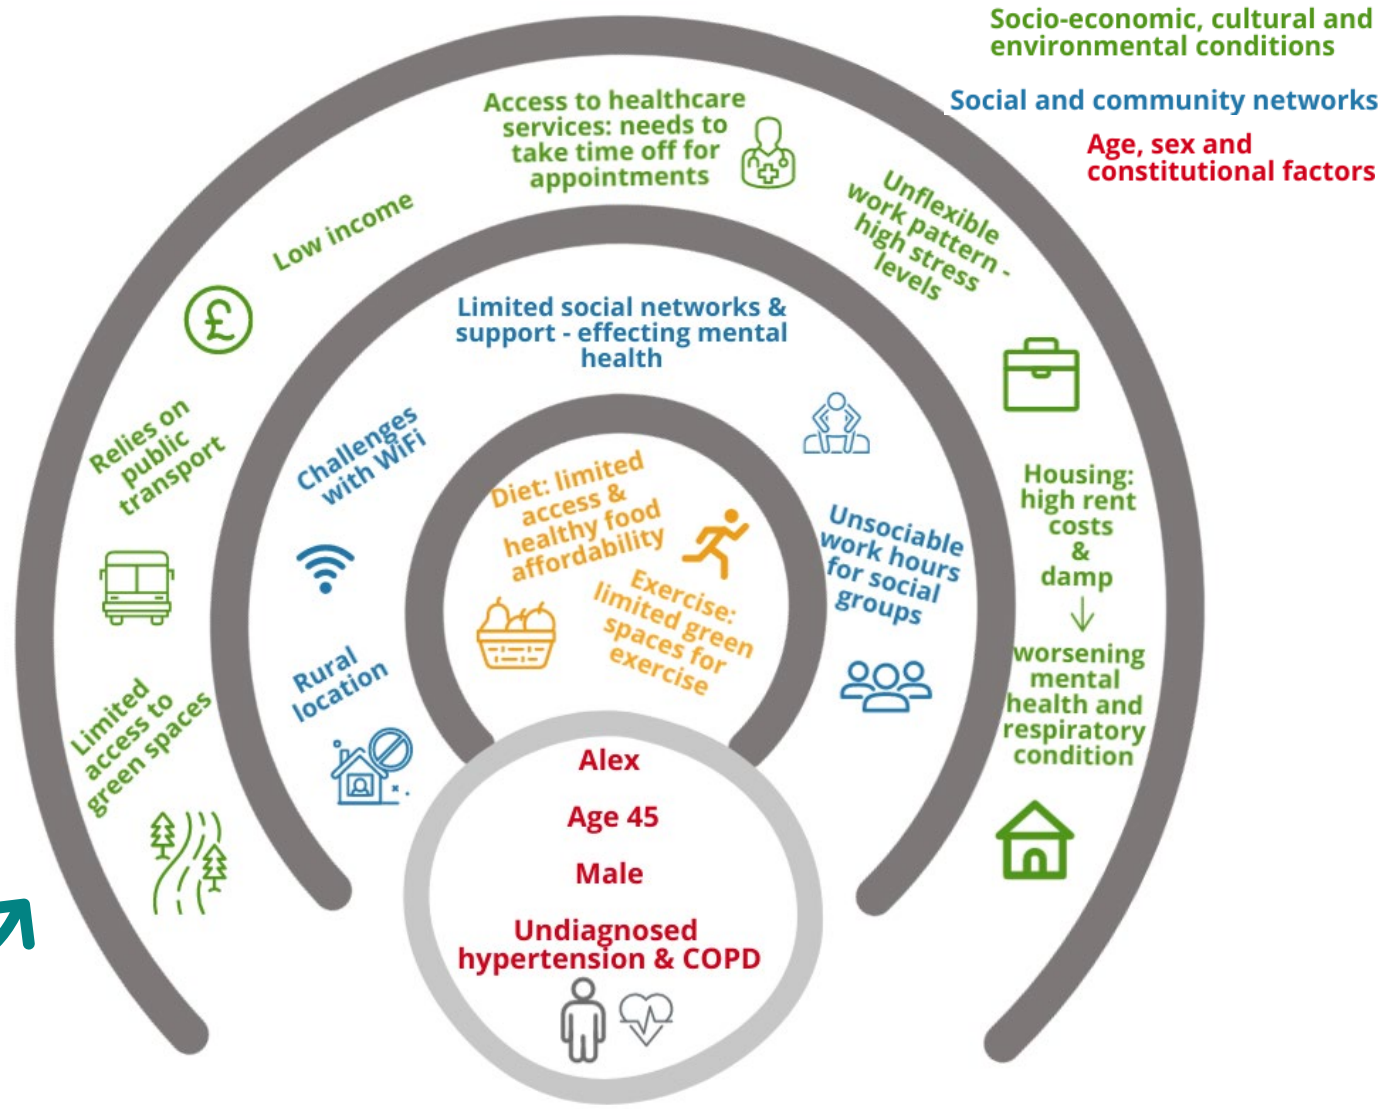 Socio-economic, cultural and
environmental conditions
Social and community networks
Age, sex and
constitutional factors
Access to healthcare
services: needs to
take time off for
appointments
Low income
£
Relies on
public
transport
Limited
access to
green spaces
Unflexible
work pattern -
high stress
levels
Housing:
high rent
costs
&
damp
worsening
mental
health and
respiratory
condition
Limited social networks &
support - effecting mental
health
Challenges
with WiFi
Rural
location
Unsociable
work hours
for social
groups
Diet: limited
access &
healthy food
affordability
Exercise:
limited green
spaces for
exercise
Alex
Age 45
Male
Undiagnosed
hypertension & COPD